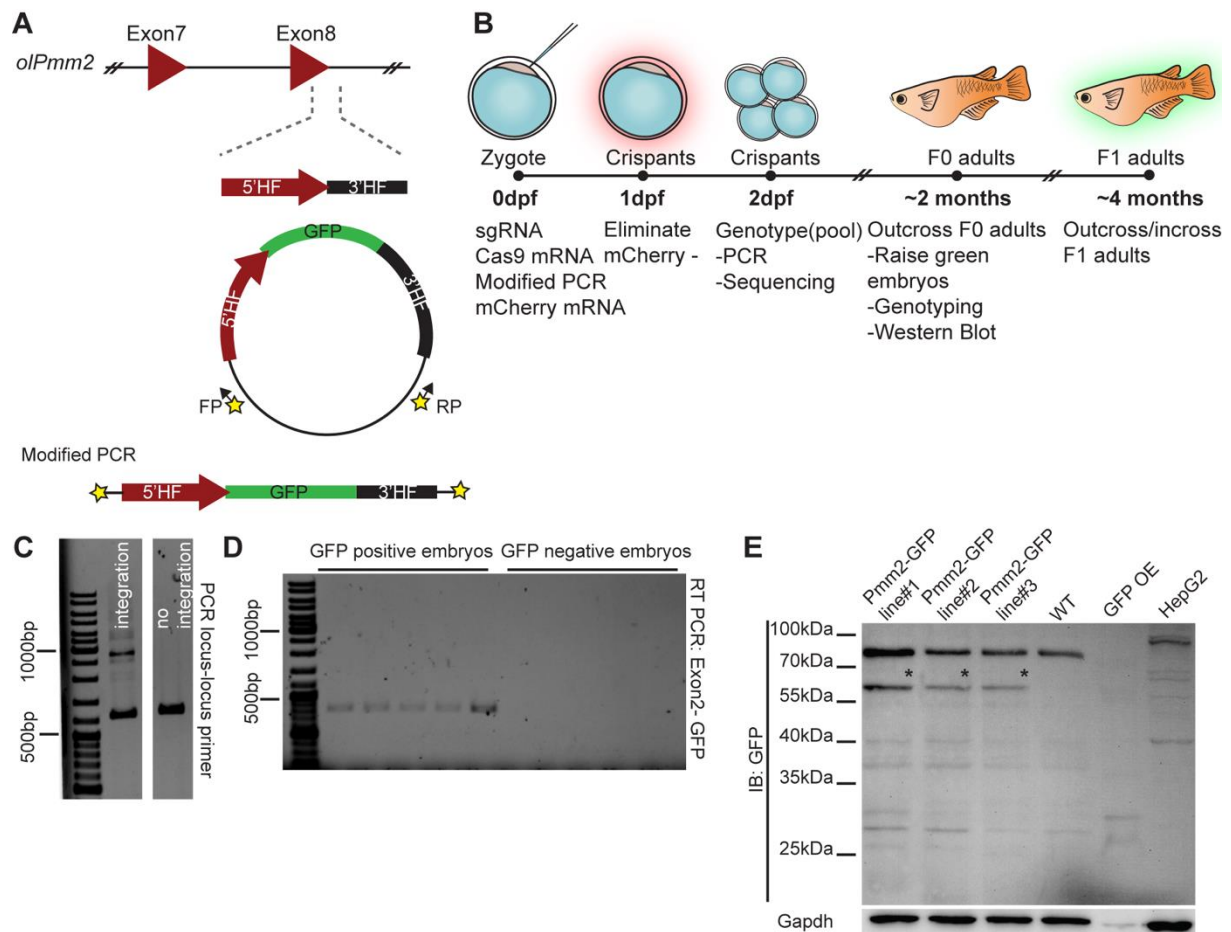 A
Exon7
Exon8
olPmm2
5'HF
3'HF
GFP
5'HF
3'HF
FP
RP
Modified PCR
5'HF
GFP
3'HF
B
Zygote
Crispants
Crispants
F0 adults
F1 adults
0dpf
1dpf
2dpf
~2 months
~4 months
sgRNA
Cas9 mRNA
Modified PCR
mCherry mRNA
Eliminate
mCherry -
Genotype(pool)
-PCR
-Sequencing
Outcross F0 adults
-Raise green
embryos
-Genotyping
-Western Blot
Outcross/incross
F1 adults
C
integration
no
integration
1000bp
500bp
PCR locus-locus primer
D
GFP positive embryos
GFP negative embryos
1000bp
500bp
RT PCR: Exon2- GFP
E
Pmm2-GFP
line#1
Pmm2-GFP
line#2
Pmm2-GFP
line#3
WT
GFP OE
HepG2
100kDa
70kDa
55kDa
40kDa
35kDa
25kDa
* * *
IB: GFP
Gapdh